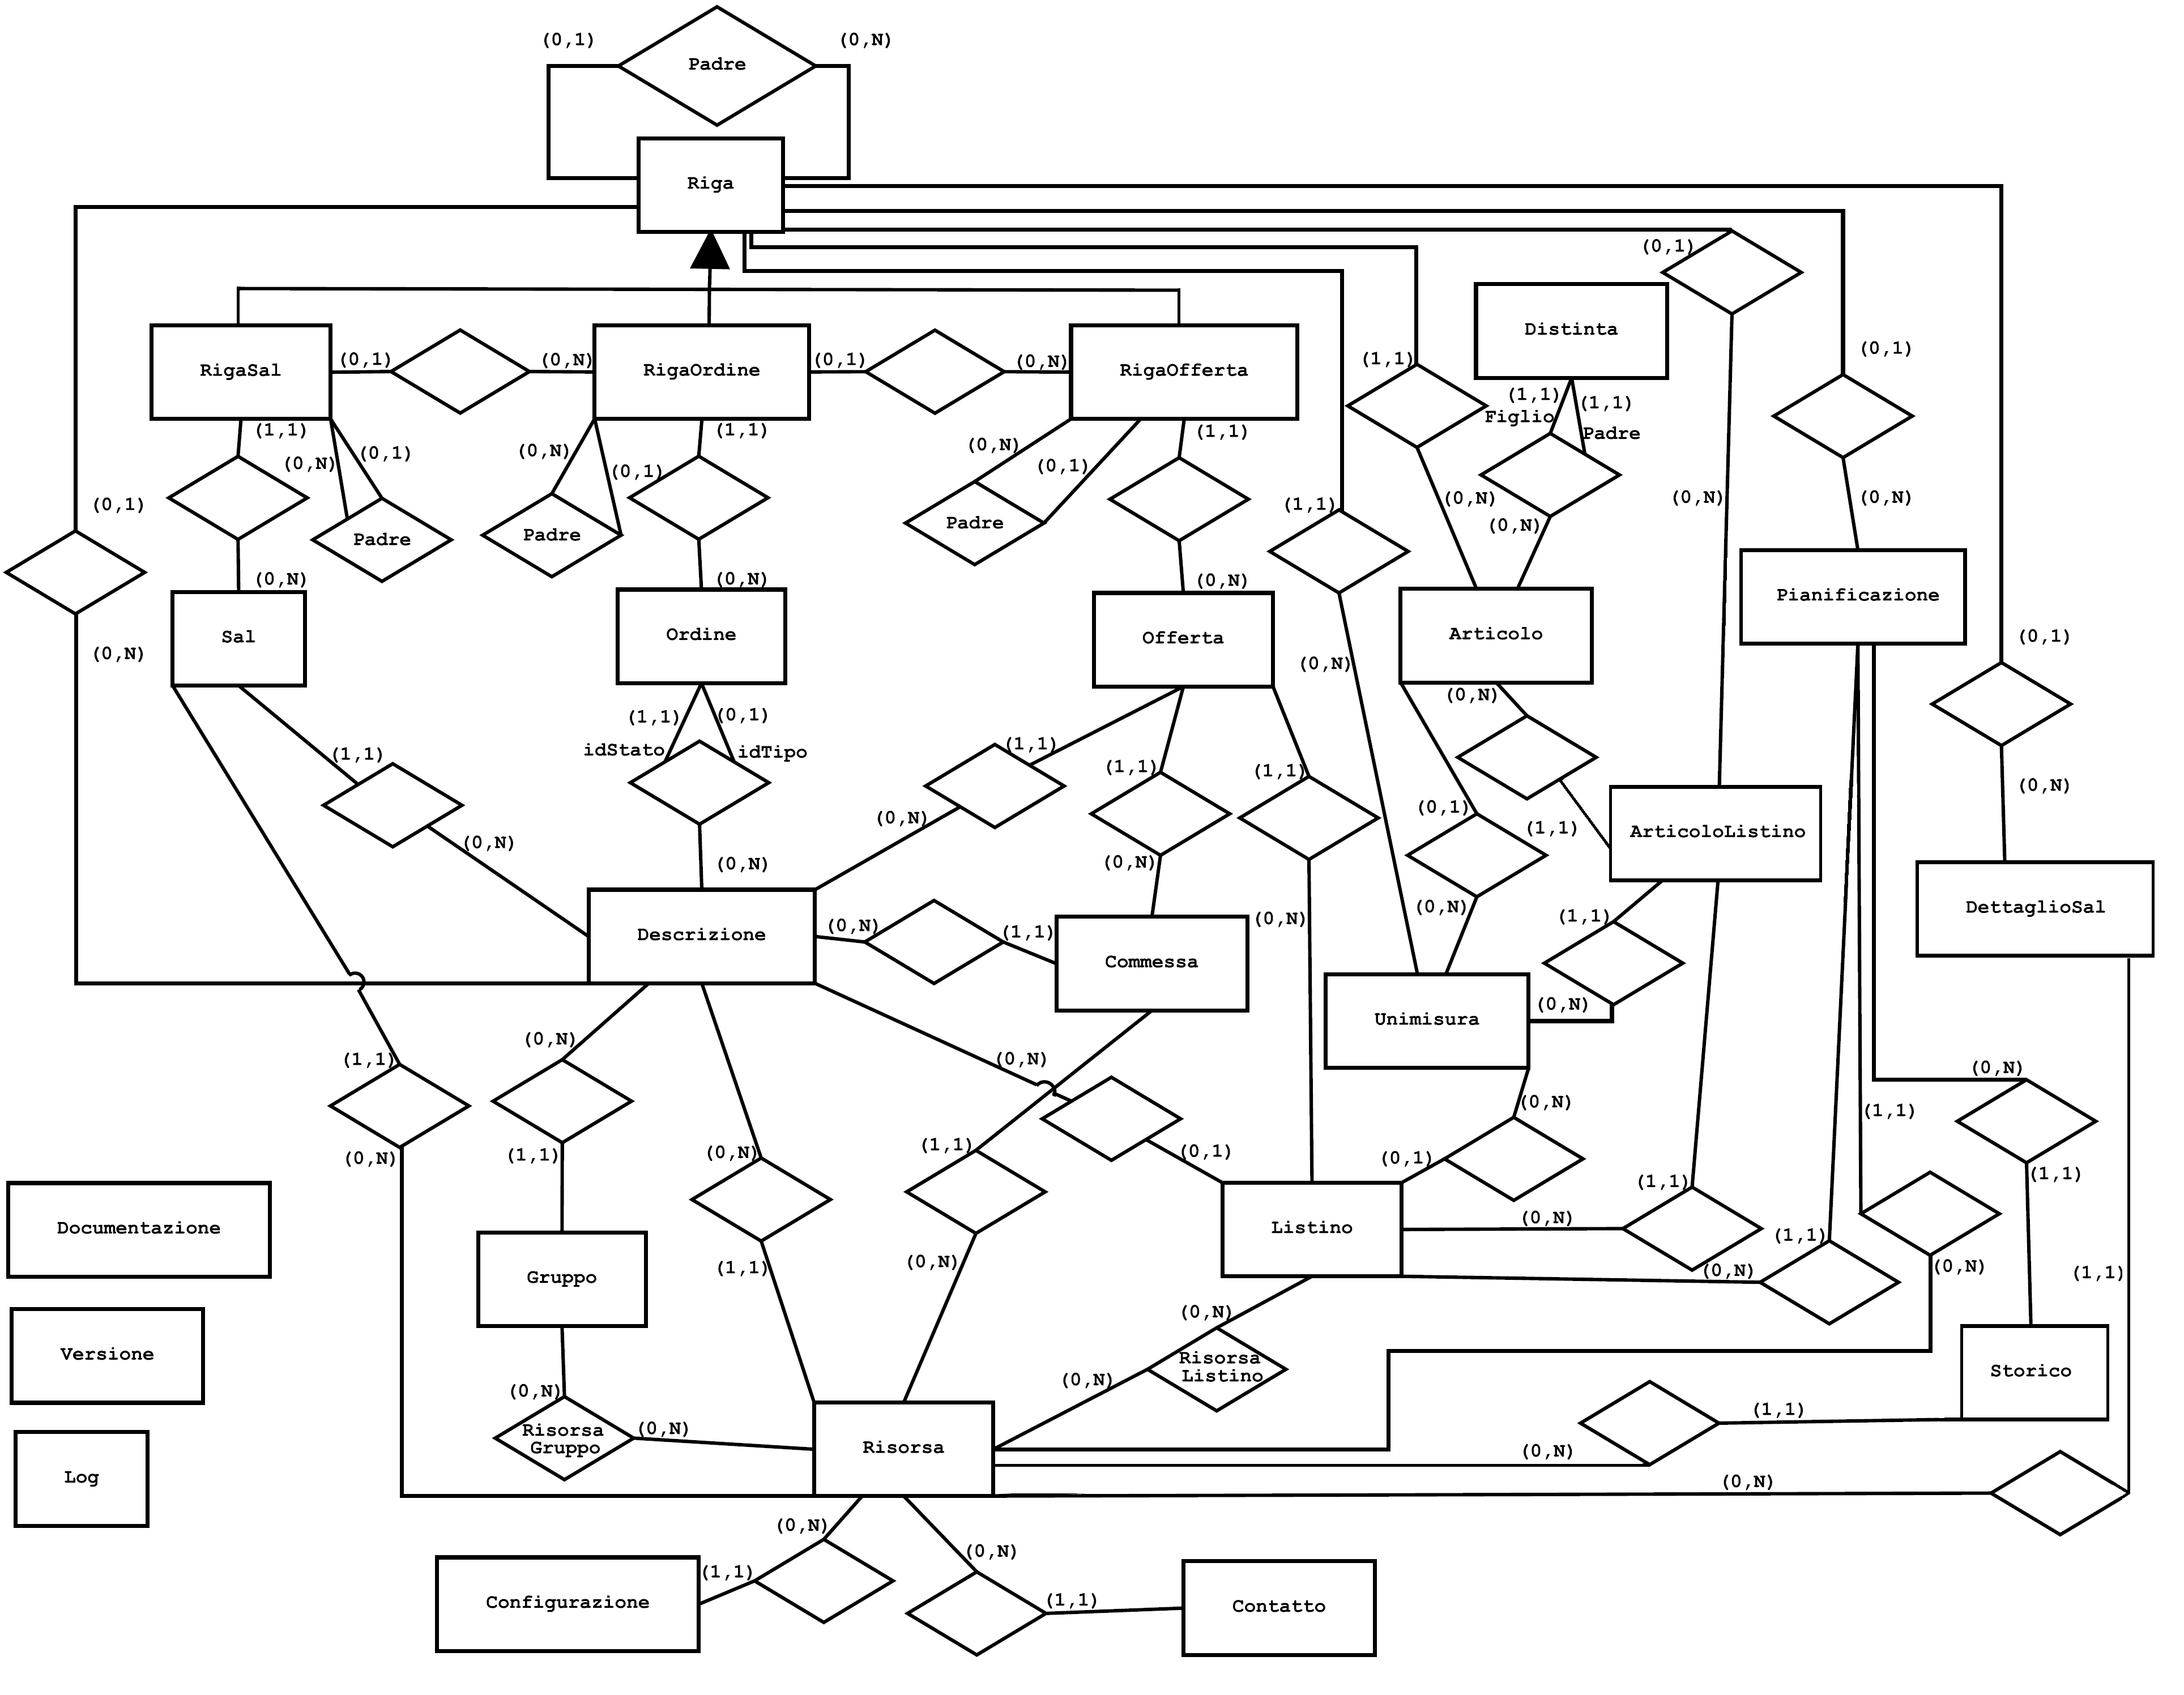 (0,1)
(0,N)
Padre
Riga
(0,1)
(1,1)
Distinta
(0,1)
RigaSal
(0,1)
(0,N)
RigaOrdine
(0,1)
(0,N)
RigaOfferta
(1,1)
Figlio
(1,1)
Padre
(1,1)
(0,N)
(0,1)
(0,N)
(0,1)
(1,1)
(0,N)
(0,1)
(1,1)
(0,1)
(0,N)
(0,N)
(0,N)
(0,N)
(1,1)
Padre
Padre
Padre
(0,N)
(0,N)
(0,N)
(0,N)
Pianificazione
Sal
Ordine
Offerta
Articolo
(0,N)
(0,N)
(0,1)
(1,1)
(0,1)
(0,N)
idStato
idTipo
(1,1)
(1,1)
(1,1)
(1,1)
(0,N)
(0,N)
(0,1)
(1,1)
ArticoloListino
(0,N)
(0,N)
(0,N)
(0,N)
Descrizione
(0,N)
(1,1)
Commessa
(0,N)
(0,N)
(1,1)
DettaglioSal
Unimisura
(0,N)
(1,1)
(0,N)
(0,N)
(0,N)
(0,N)
(1,1)
(0,N)
(1,1)
(0,N)
(1,1)
(0,1)
(0,1)
(1,1)
(1,1)
Documentazione
Listino
(0,N)
(1,1)
(0,N)
(0,N)
(1,1)
Gruppo
(1,1)
(0,N)
(0,N)
Versione
Risorsa
Listino
(0,N)
Storico
(0,N)
Risorsa
Gruppo
(0,N)
Risorsa
(1,1)
(0,N)
Log
(0,N)
(0,N)
(0,N)
Configurazione
(1,1)
(1,1)
Contatto